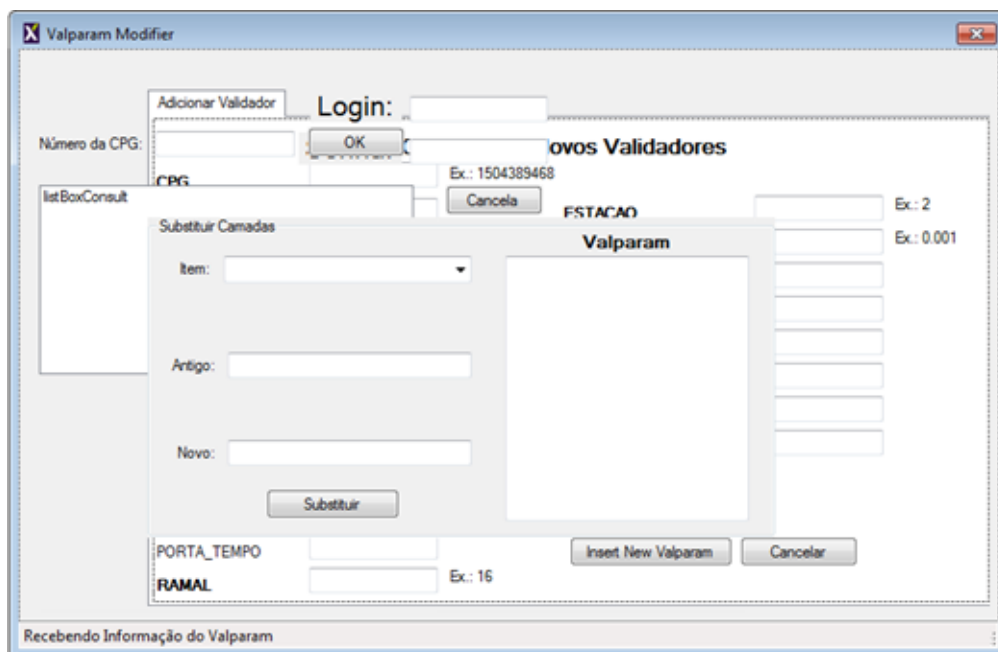 Valparam Modifier
Adicionar Validador
Login:
Número da CPG:
OK
ovos Validadores
CPG
Ex.: 1504389468
listBoxConsult
Cancela
ESTACAO
Ex.: 2
Substituir Camadas
Valparam
Ex.: 0.001
Item:
Antigo:
Novo:
Substituir
PORTA_TEMPO
Insert New Valparam
Cancelar
RAMAL
Ex.: 16
Recebendo Informação do Valparam